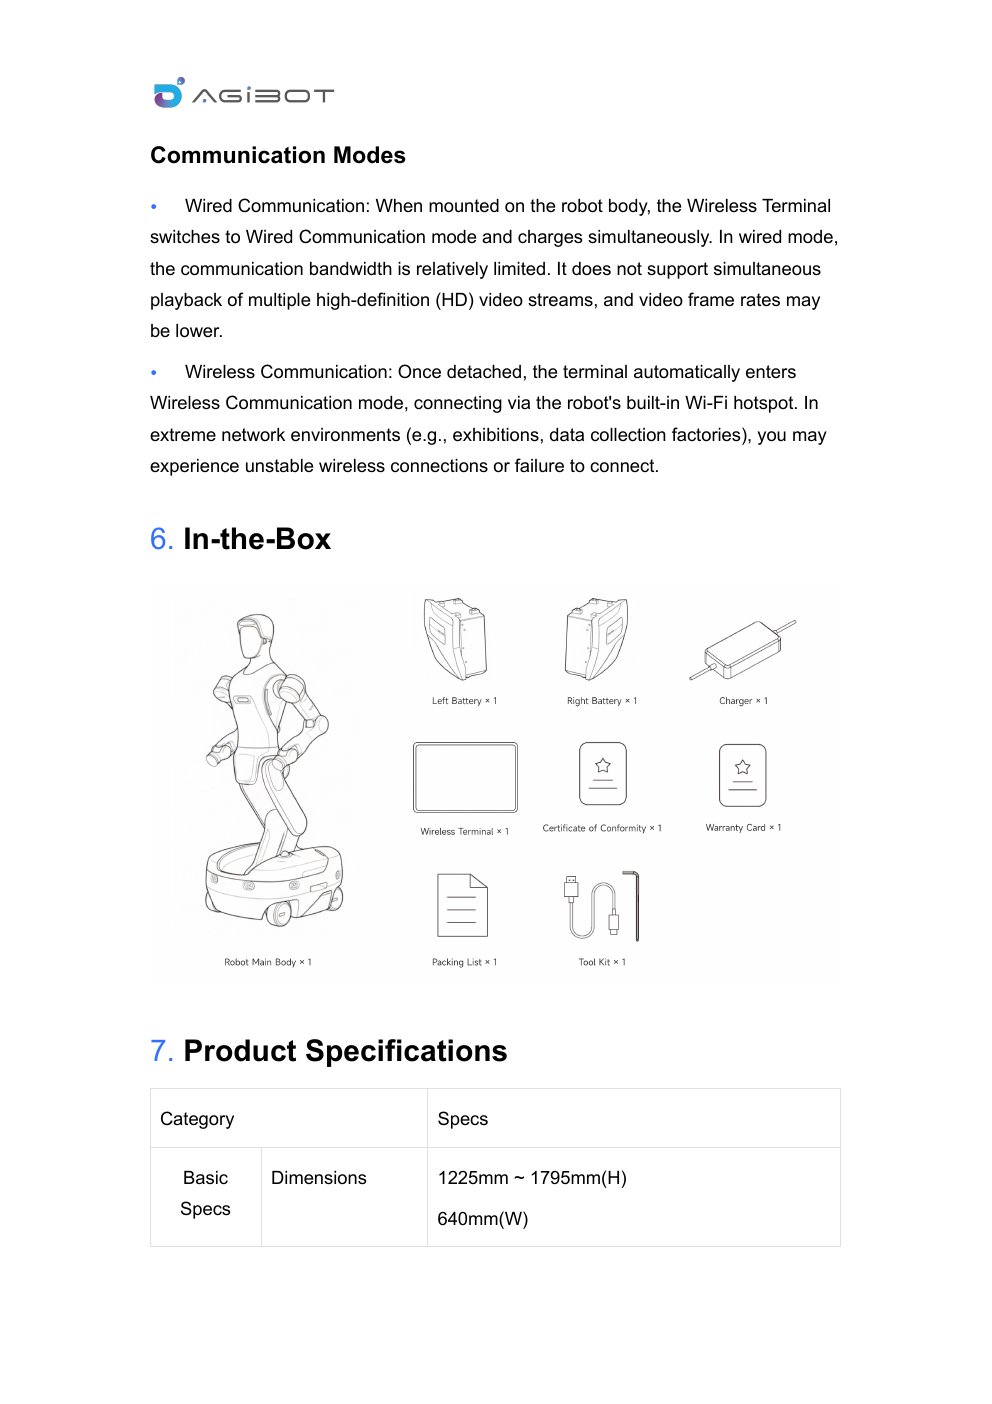 AGIBOT
Communication Modes
• Wired Communication: When mounted on the robot body, the Wireless Terminal
switches to Wired Communication mode and charges simultaneously. In wired mode,
the communication bandwidth is relatively limited. It does not support simultaneous
playback of multiple high-definition (HD) video streams, and video frame rates may
be lower.
• Wireless Communication: Once detached, the terminal automatically enters
Wireless Communication mode, connecting via the robot's built-in Wi-Fi hotspot. In
extreme network environments (e.g., exhibitions, data collection factories), you may
experience unstable wireless connections or failure to connect.
6. In-the-Box
Left Battery × 1
Right Battery × 1
Charger × 1
Wireless Terminal × 1
Certificate of Conformity × 1
Warranty Card × 1
Robot Main Body × 1
Packing List × 1
Tool Kit × 1
7. Product Specifications
Category
Specs
Basic
Specs
Dimensions
1225mm ~ 1795mm(H)
640mm(W)